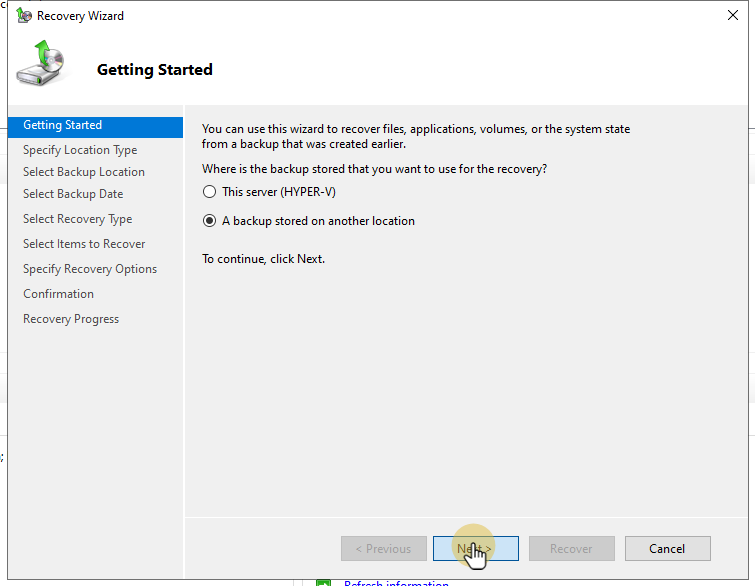 Recovery Wizard
Getting Started
Getting Started
Specify Location Type
Select Backup Location
Select Backup Date
Select Recovery Type
Select Items to Recover
Specify Recovery Options
Confirmation
Recovery Progress
You can use this wizard to recover files, applications, volumes, or the system state
from a backup that was created earlier.
Where is the backup stored that you want to use for the recovery?
This server (HYPER-V)
A backup stored on another location
To continue, click Next.
< Previous
Next >
Recover
Cancel
Refresh information